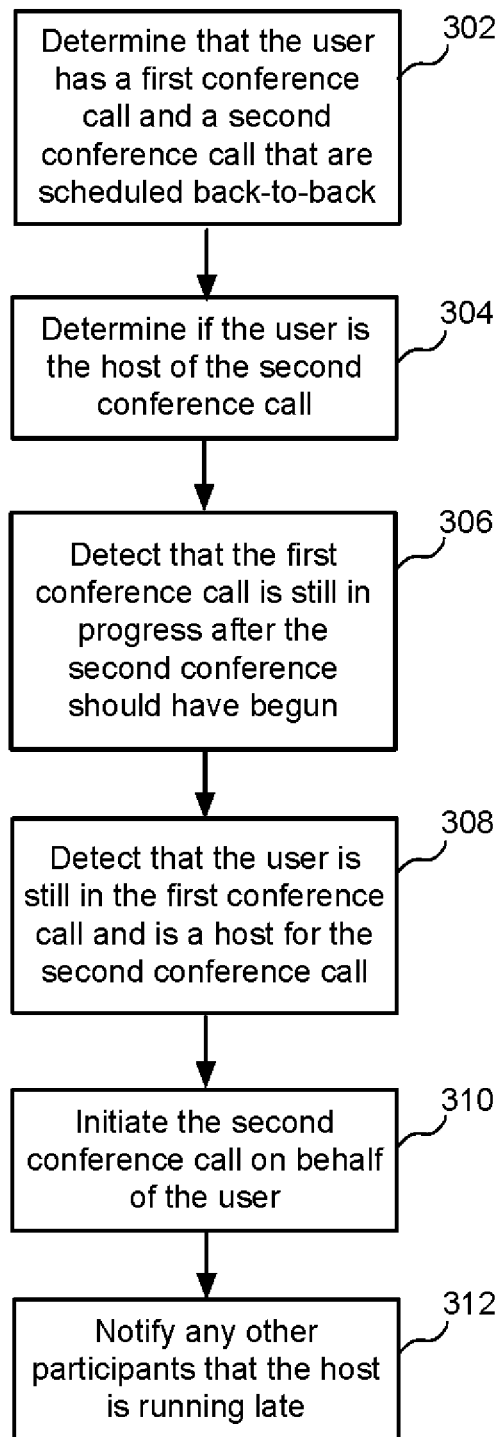 Determine that the user
has a first conference
call and a second
conference call that are
scheduled back-to-back
302
Determine if the user is
the host of the second
conference call
304
Detect that the first
conference call is still in
progress after the
second conference
should have begun
306
Detect that the user is
still in the first conference
call and is a host for the
second conference call
308
Initiate the second
conference call on behalf
of the user
310
Notify any other
participants that the host
is running late
312